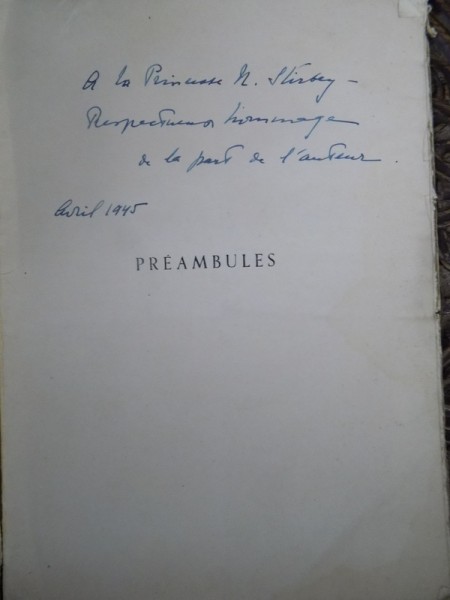 A la Princesse N. Stirbey –
Respectueux hommage
de la part de l'auteur.
Avril 1945
PRÉAMBULES